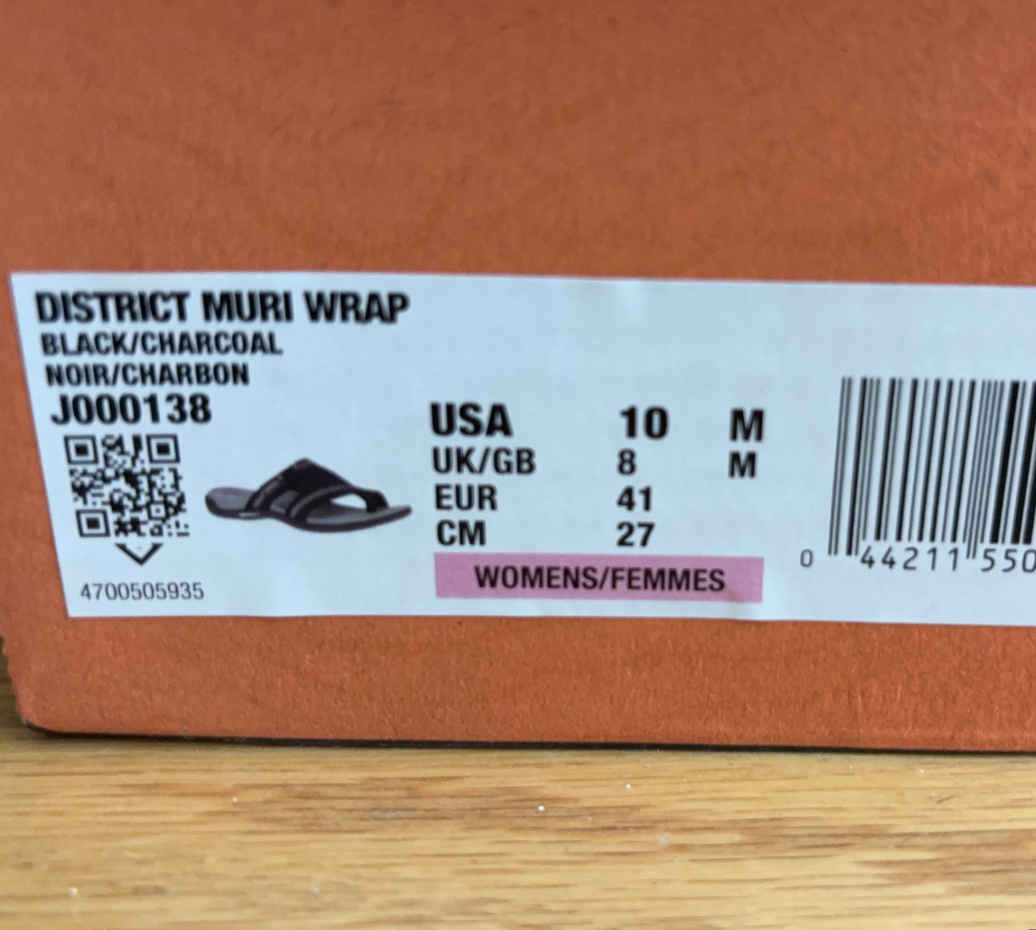 DISTRICT MURI WRAP
BLACK/CHARCOAL
NOIR/CHARBON
J000138
USA 10 M
UK/GB 8 M
EUR 41
CM 27
WOMENS/FEMMES
4700505935
0 44211 550